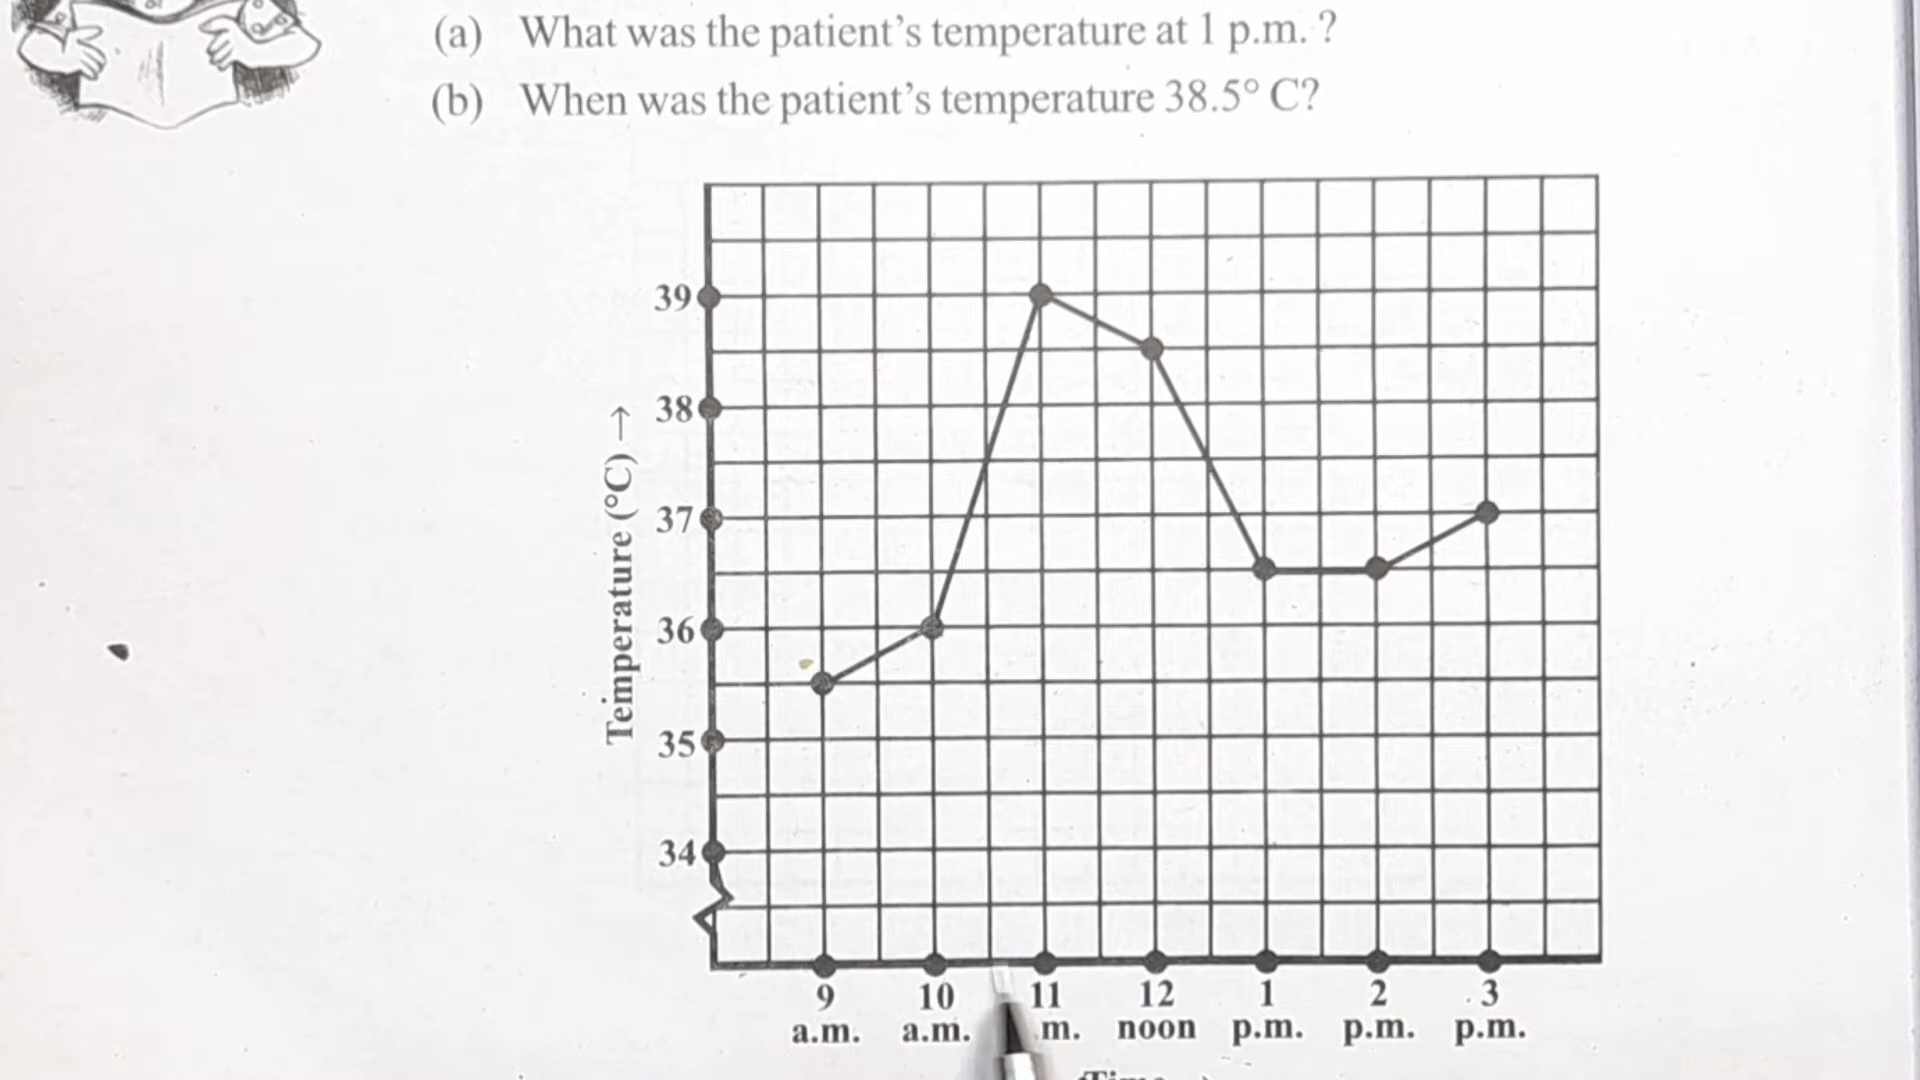 (a) What was the patient's temperature at 1 p.m. ?
(b) When was the patient's temperature 38.5° C?
39
38
37
36
35
34
Temperature (°C) →
9 10 11 12 1 2 3
a.m. a.m. .m. noon p.m. p.m. p.m.